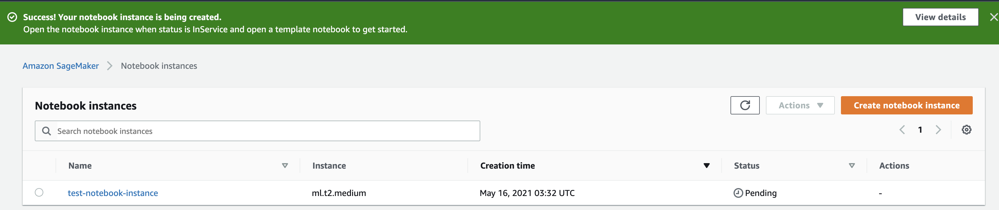 Success! Your notebook instance is being created.
View details
Open the notebook instance when status is InService and open a template notebook to get started.
Amazon SageMaker
Notebook instances
Notebook instances
Actions
Create notebook instance
Search notebook instances
1
Name
Instance
Creation time
Status
Actions
test-notebook-instance
ml.t2.medium
May 16, 2021 03:32 UTC
Pending
-